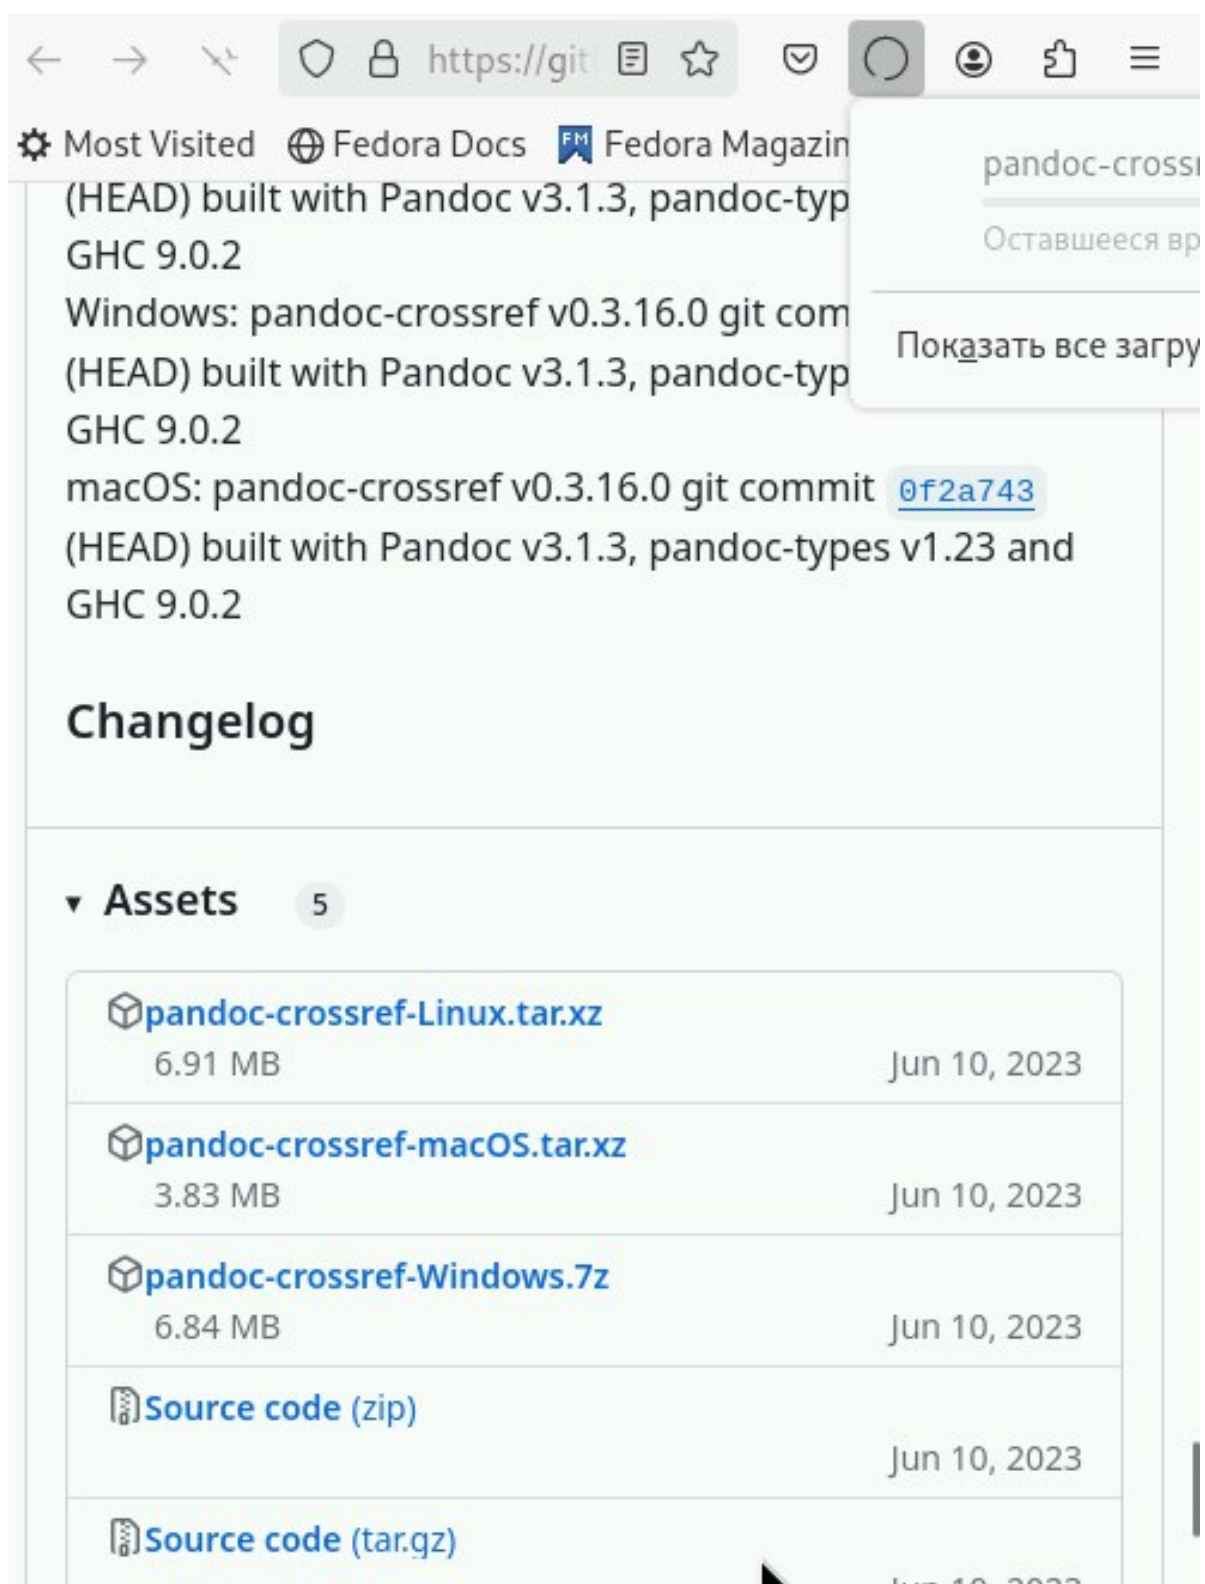 https://git
Most Visited Fedora Docs FM Fedora Magazin
pandoc-cross
Оставшееся вр
Показать все загру
(HEAD) built with Pandoc v3.1.3, pandoc-typ
GHC 9.0.2
Windows: pandoc-crossref v0.3.16.0 git com
(HEAD) built with Pandoc v3.1.3, pandoc-typ
GHC 9.0.2
macOS: pandoc-crossref v0.3.16.0 git commit 0f2a743
(HEAD) built with Pandoc v3.1.3, pandoc-types v1.23 and
GHC 9.0.2
Changelog
Assets 5
pandoc-crossref-Linux.tar.xz
6.91 MB Jun 10, 2023
pandoc-crossref-macOS.tar.xz
3.83 MB Jun 10, 2023
pandoc-crossref-Windows.7z
6.84 MB Jun 10, 2023
Source code (zip)
Jun 10, 2023
Source code (tar.gz)